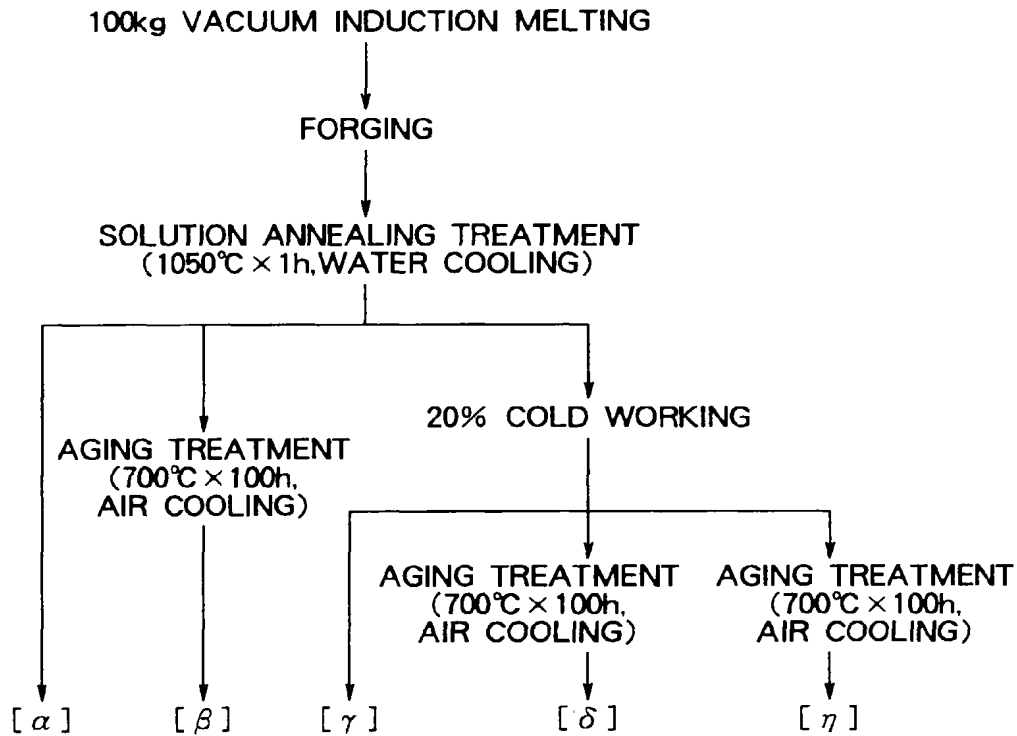 100kg VACUUM INDUCTION MELTING
FORGING
SOLUTION ANNEALING TREATMENT
(1050℃×1h,WATER COOLING)
20% COLD WORKING
AGING TREATMENT
(700℃×100h,
AIR COOLING)
AGING TREATMENT
(700℃×100h,
AIR COOLING)
AGING TREATMENT
(700℃×100h,
AIR COOLING)
[α] [β] [γ] [δ] [η]